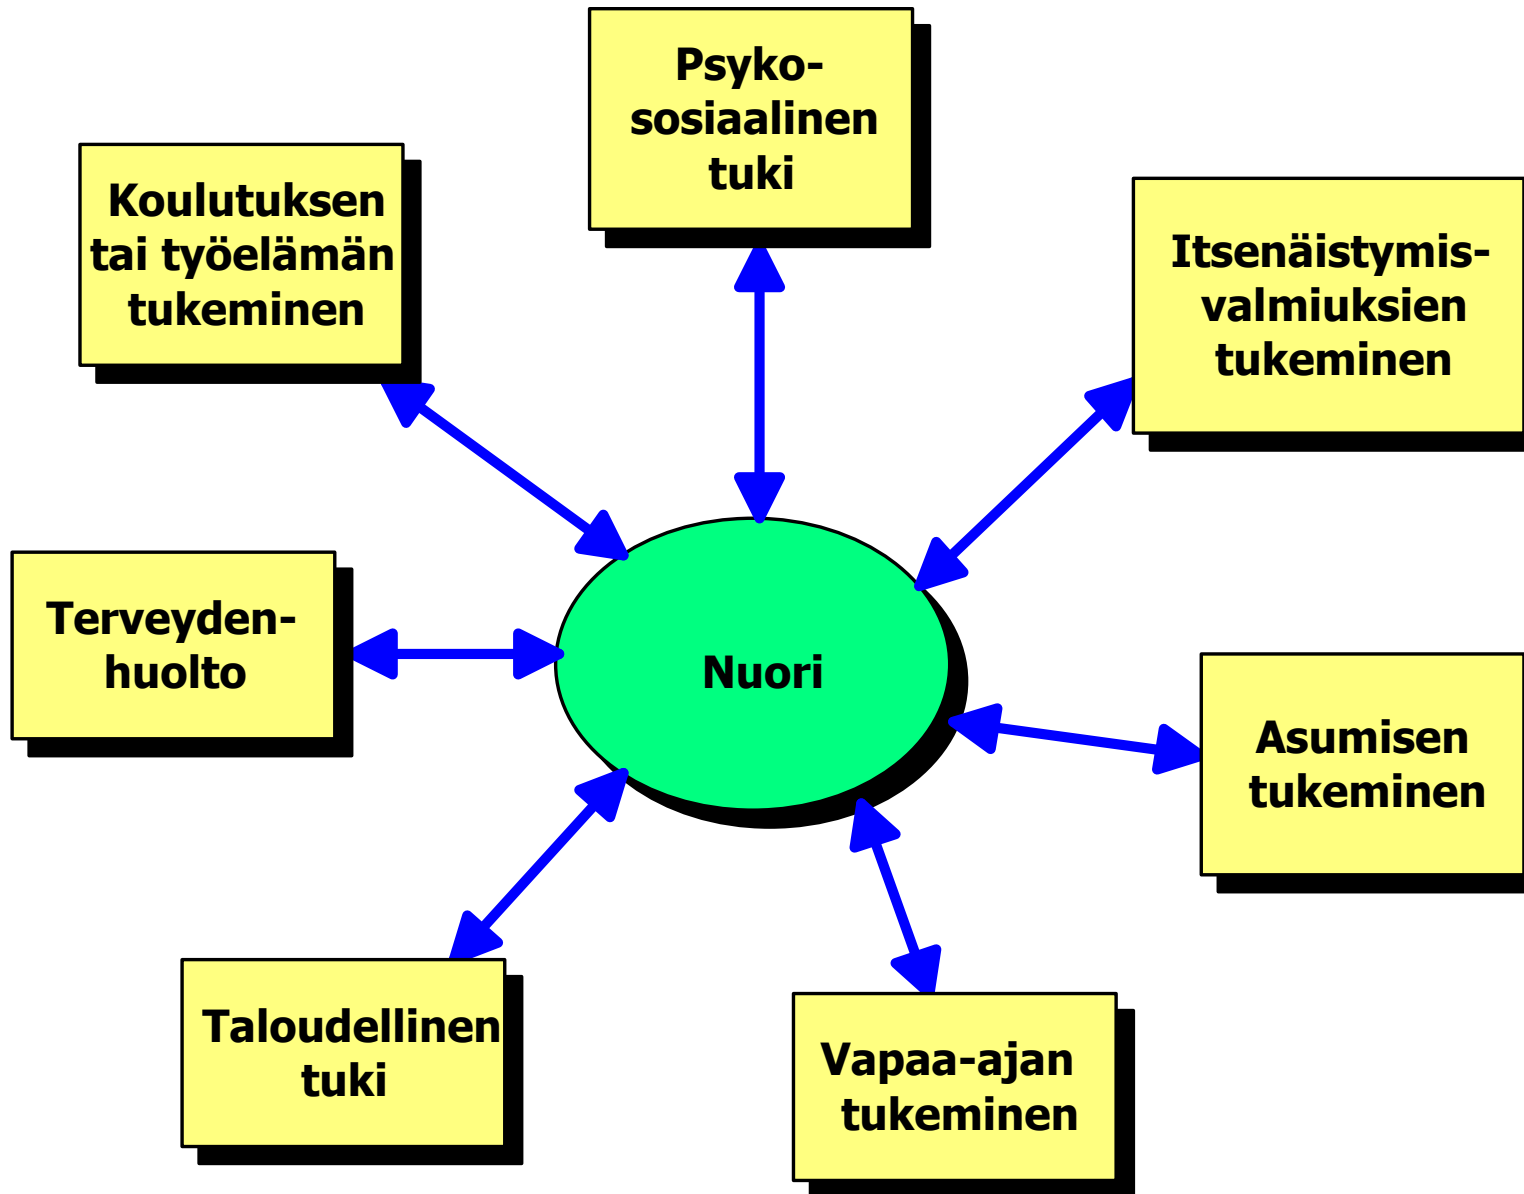 Psyko-
sosiaalinen
tuki
Koulutuksen
tai työelämän
tukeminen
Itsenäistymis-
valmiuksien
tukeminen
Terveyden-
huolto
Nuori
Asumisen
tukeminen
Taloudellinen
tuki
Vapaa-ajan
tukeminen